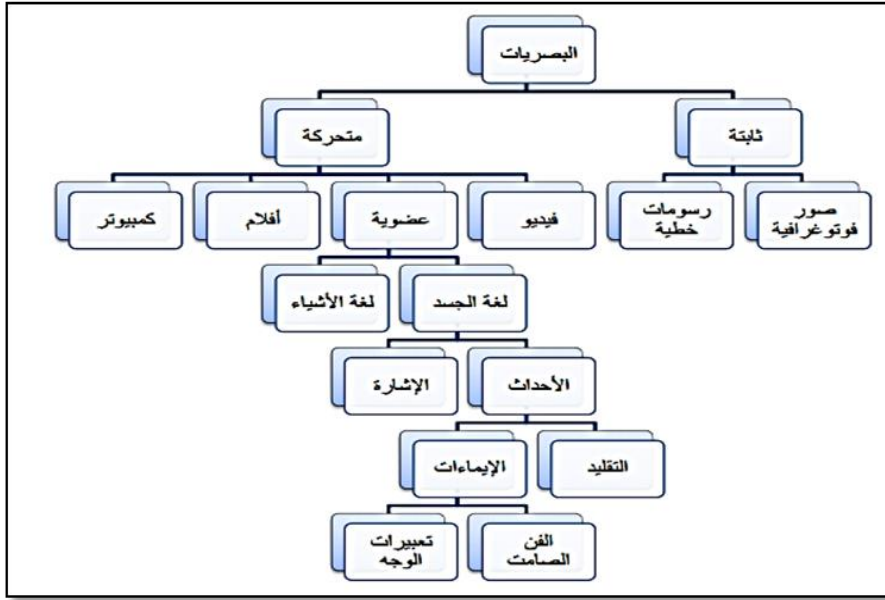 البصريات
ثابتة
متحركة
صور
فوتوغرافية
رسومات
خطية
فيديو
عضوية
أفلام
كمبيوتر
لغة الجسد
لغة الأشياء
الأحداث
الإشارة
التقليد
الإيماءات
الفن
الصامت
تعبيرات
الوجه